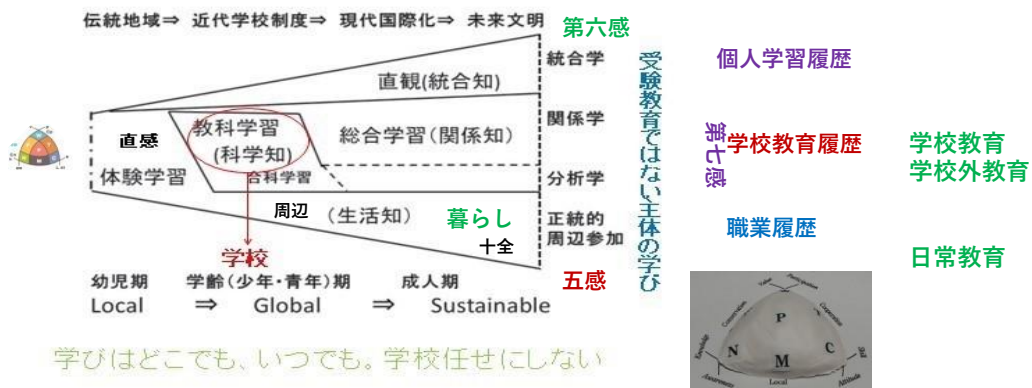 伝統地域⇒ 近代学校制度⇒ 現代国際化⇒ 未来文明
第六感
直観(統合知)
統合学
教科学習
(科学知)
総合学習(関係知)
関係学
直感
体験学習
合科学習
分析学
周辺
(生活知)
暮らし
十全
正統的
周辺参加
学校
五感
幼児期
学齢(少年・青年)期
成人期
Local ⇒ Global ⇒ Sustainable
学びはどこでも、いつでも。学校任せにしない
受験教育ではない、主体の学び
第七感
個人学習履歴
学校教育履歴
職業履歴
学校教育
学校外教育
日常教育
Value
Participation
Conservation
Cooperation
P
N
M
C
Knowledge
Skill
Awareness
Local
Attitude